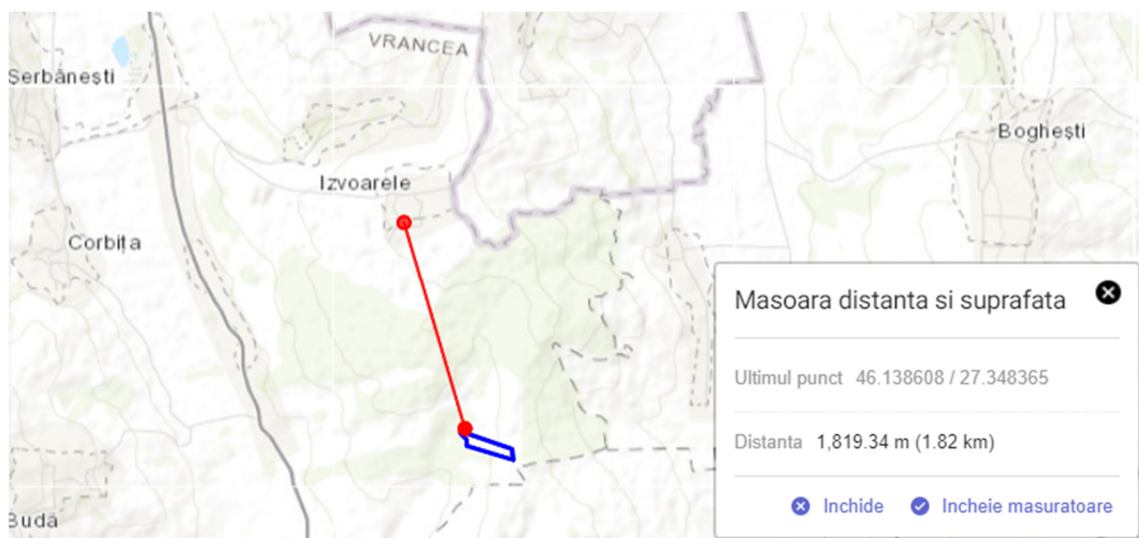 VRANCEA
Șerbănești
Boghești
Izvoarele
Corbița
Buda
Masoara distanta si suprafata
Ultimul punct 46.138608 / 27.348365
Distanta 1,819.34 m (1.82 km)
Inchide Incheie masuratoare